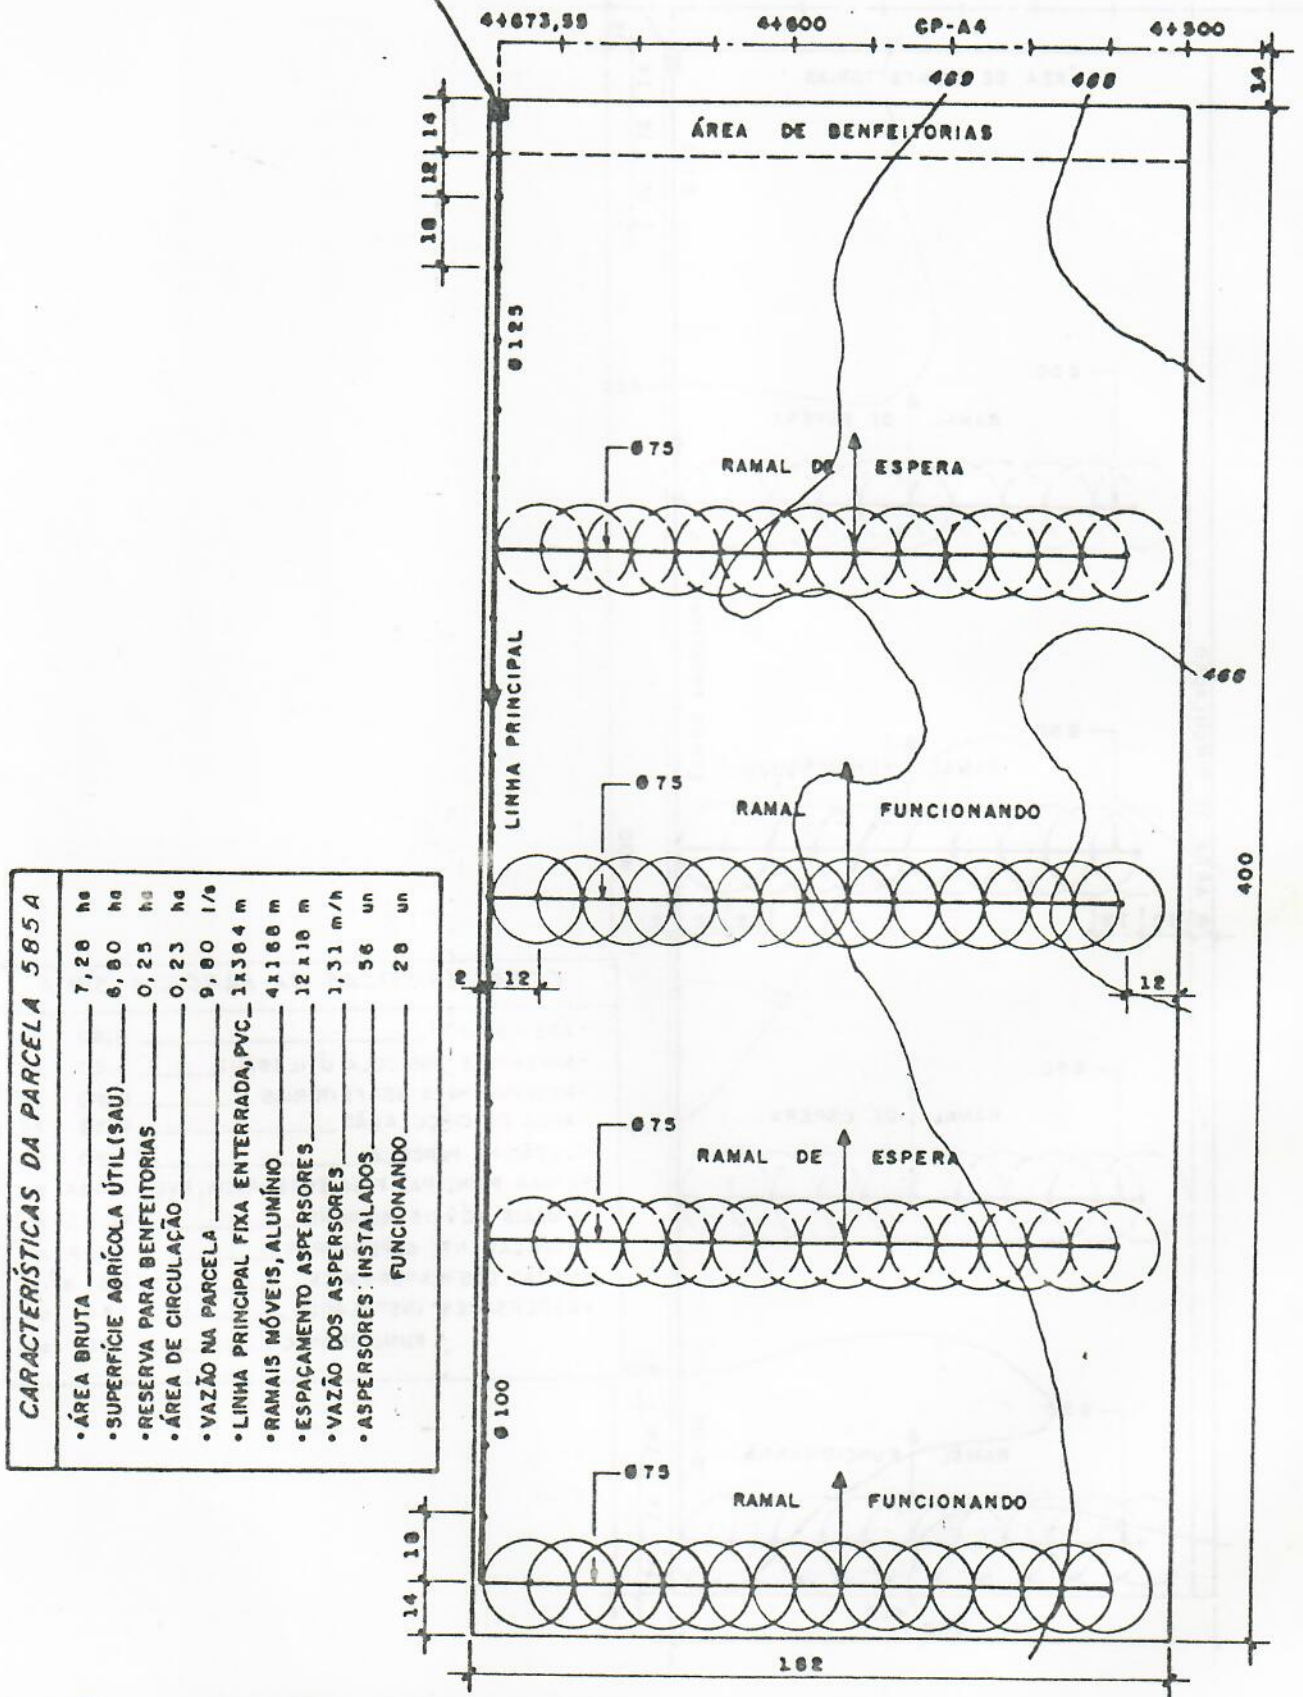 4+673,55
4+600
CP-A4
4+500
14
469
468
ÁREA DE BENFEITORIAS
14
12
18
Ø125
Ø75
RAMAL DE ESPERA
LINHA PRINCIPAL
468
Ø75
RAMAL FUNCIONANDO
400
2
12
12
Ø75
RAMAL DE ESPERA
Ø100
Ø75
RAMAL FUNCIONANDO
18
14
182
CARACTERÍSTICAS DA PARCELA 585 A
•ÁREA BRUTA 7,28 ha
•SUPERFÍCIE AGRÍCOLA ÚTIL(SAU) 6,80 ha
•RESERVA PARA BENFEITORIAS 0,25 ha
•ÁREA DE CIRCULAÇÃO 0,23 ha
•VAZÃO NA PARCELA 9,80 l/s
•LINHA PRINCIPAL FIXA ENTERRADA,PVC 1x384 m
•RAMAIS MÓVEIS,ALUMÍNIO 4x168 m
•ESPAÇAMENTO ASPERSORES 12x18 m
•VAZÃO DOS ASPERSORES 1,31 m/h
•ASPERSORES:INSTALADOS 56 un
FUNCIONANDO 28 un